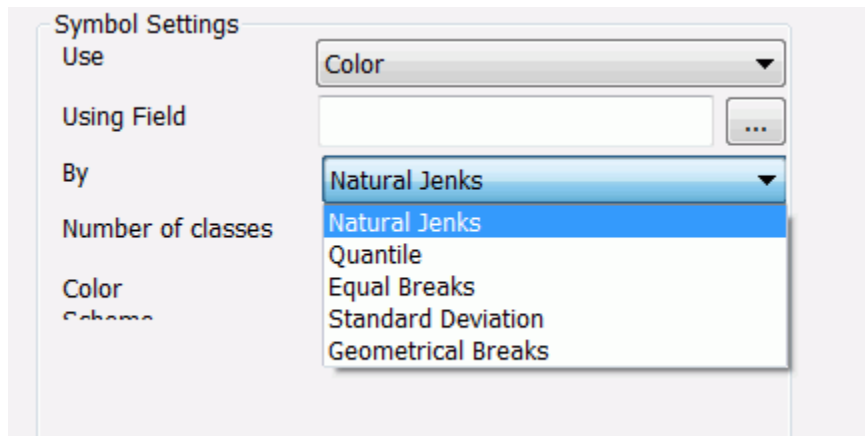 Symbol Settings
Use Color
Using Field ...
By Natural Jenks
Number of classes Natural Jenks
Quantile
Color Equal Breaks
Standard Deviation
Geometrical Breaks